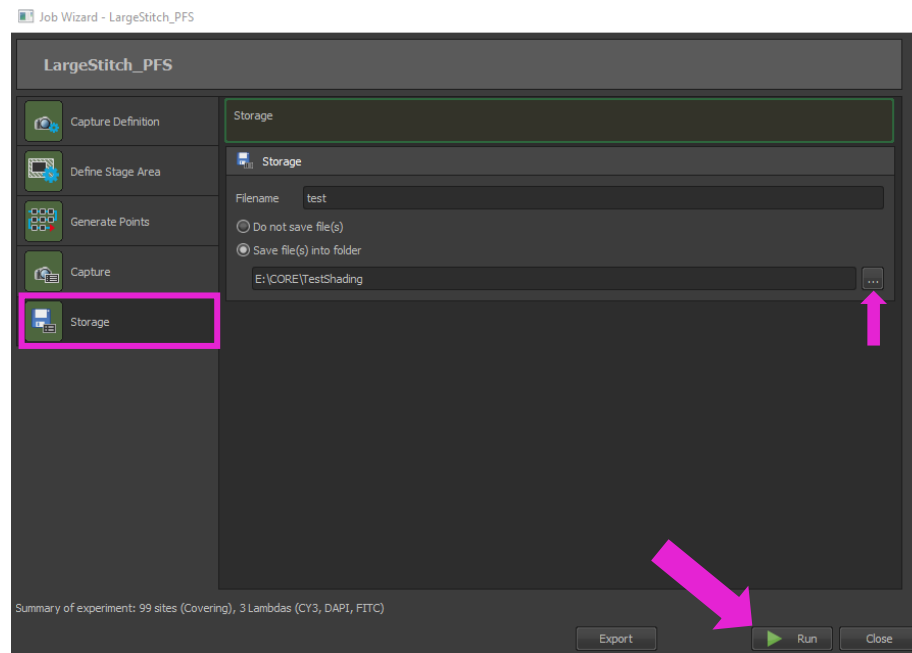 Job Wizard - LargeStitch_PFS
LargeStitch_PFS
Capture Definition
Define Stage Area
Generate Points
Capture
Storage
Storage
Storage
Filename test
Do not save file(s)
Save file(s) into folder
E:\CORE\TestShading
...
Summary of experiment: 99 sites (Covering), 3 Lambdas (CY3, DAPI, FITC)
Export Run Close